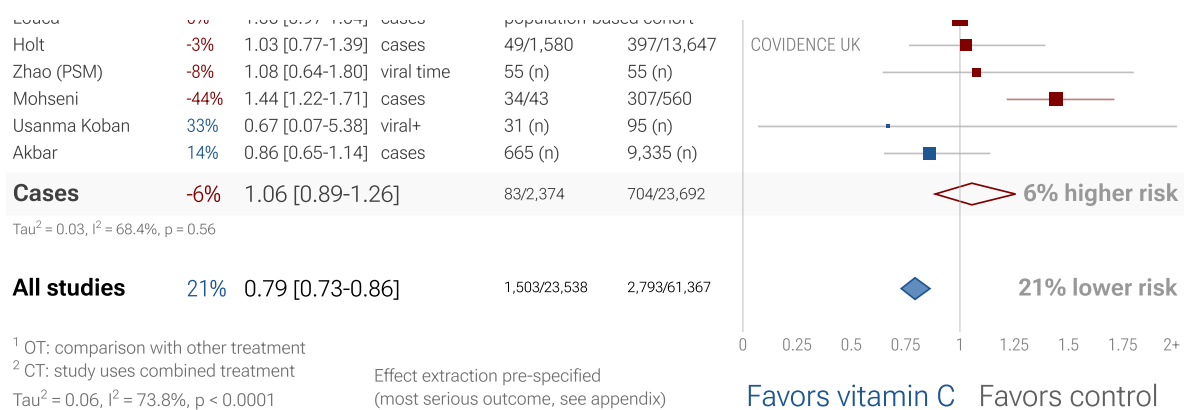 Holt -3% 1.03 [0.77-1.39] cases 49/1,580 397/13,647 COVIDENCE UK
Zhao (PSM) -8% 1.08 [0.64-1.80] viral time 55 (n) 55 (n)
Mohseni -44% 1.44 [1.22-1.71] cases 34/43 307/560
Usanma Koban 33% 0.67 [0.07-5.38] viral+ 31 (n) 95 (n)
Akbar 14% 0.86 [0.65-1.14] cases 665 (n) 9,335 (n)
Cases -6% 1.06 [0.89-1.26] 83/2,374 704/23,692 6% higher risk
Tau² = 0.03, I² = 68.4%, p = 0.56
All studies 21% 0.79 [0.73-0.86] 1,503/23,538 2,793/61,367 21% lower risk
0 0.25 0.5 0.75 1 1.25 1.5 1.75 2+
¹ OT: comparison with other treatment
² CT: study uses combined treatment
Tau² = 0.06, I² = 73.8%, p < 0.0001
Effect extraction pre-specified
(most serious outcome, see appendix)
Favors vitamin C Favors control